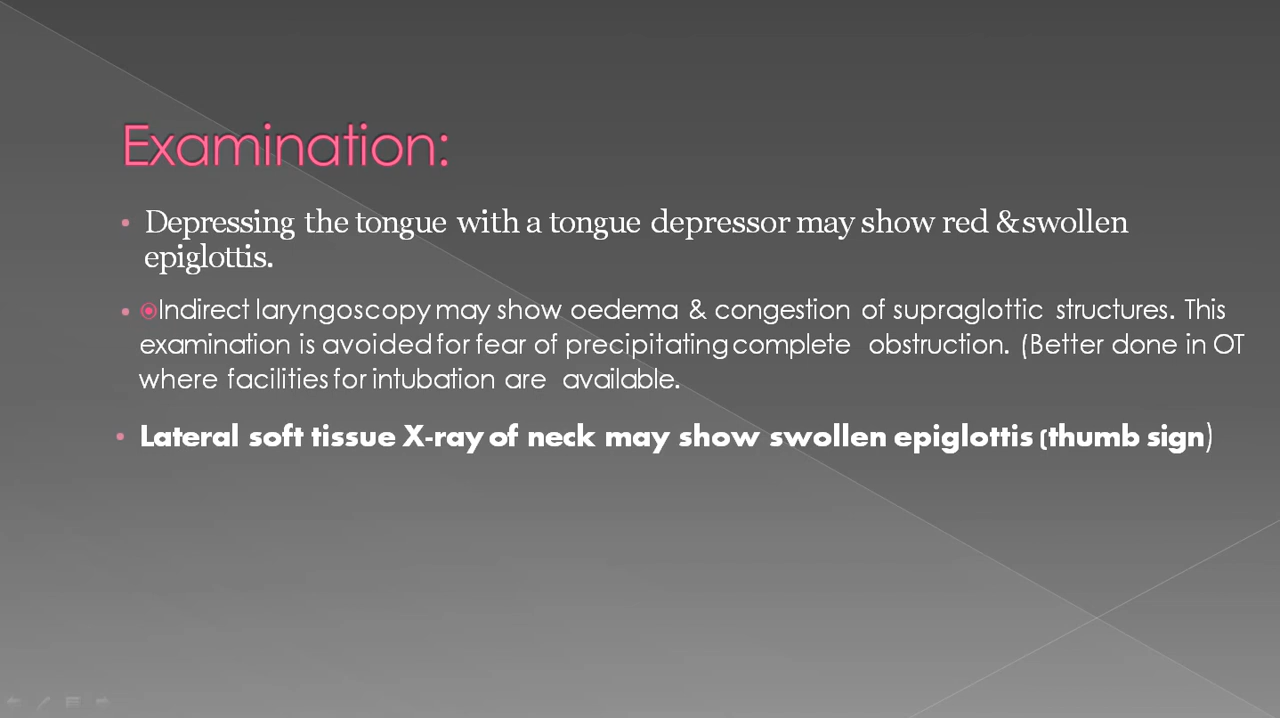 Examination:
• Depressing the tongue with a tongue depressor may show red & swollen
epiglottis.
• ⦿Indirect laryngoscopy may show oedema & congestion of supraglottic structures. This
examination is avoided for fear of precipitating complete obstruction. (Better done in OT
where facilities for intubation are available.
• Lateral soft tissue X-ray of neck may show swollen epiglottis (thumb sign)